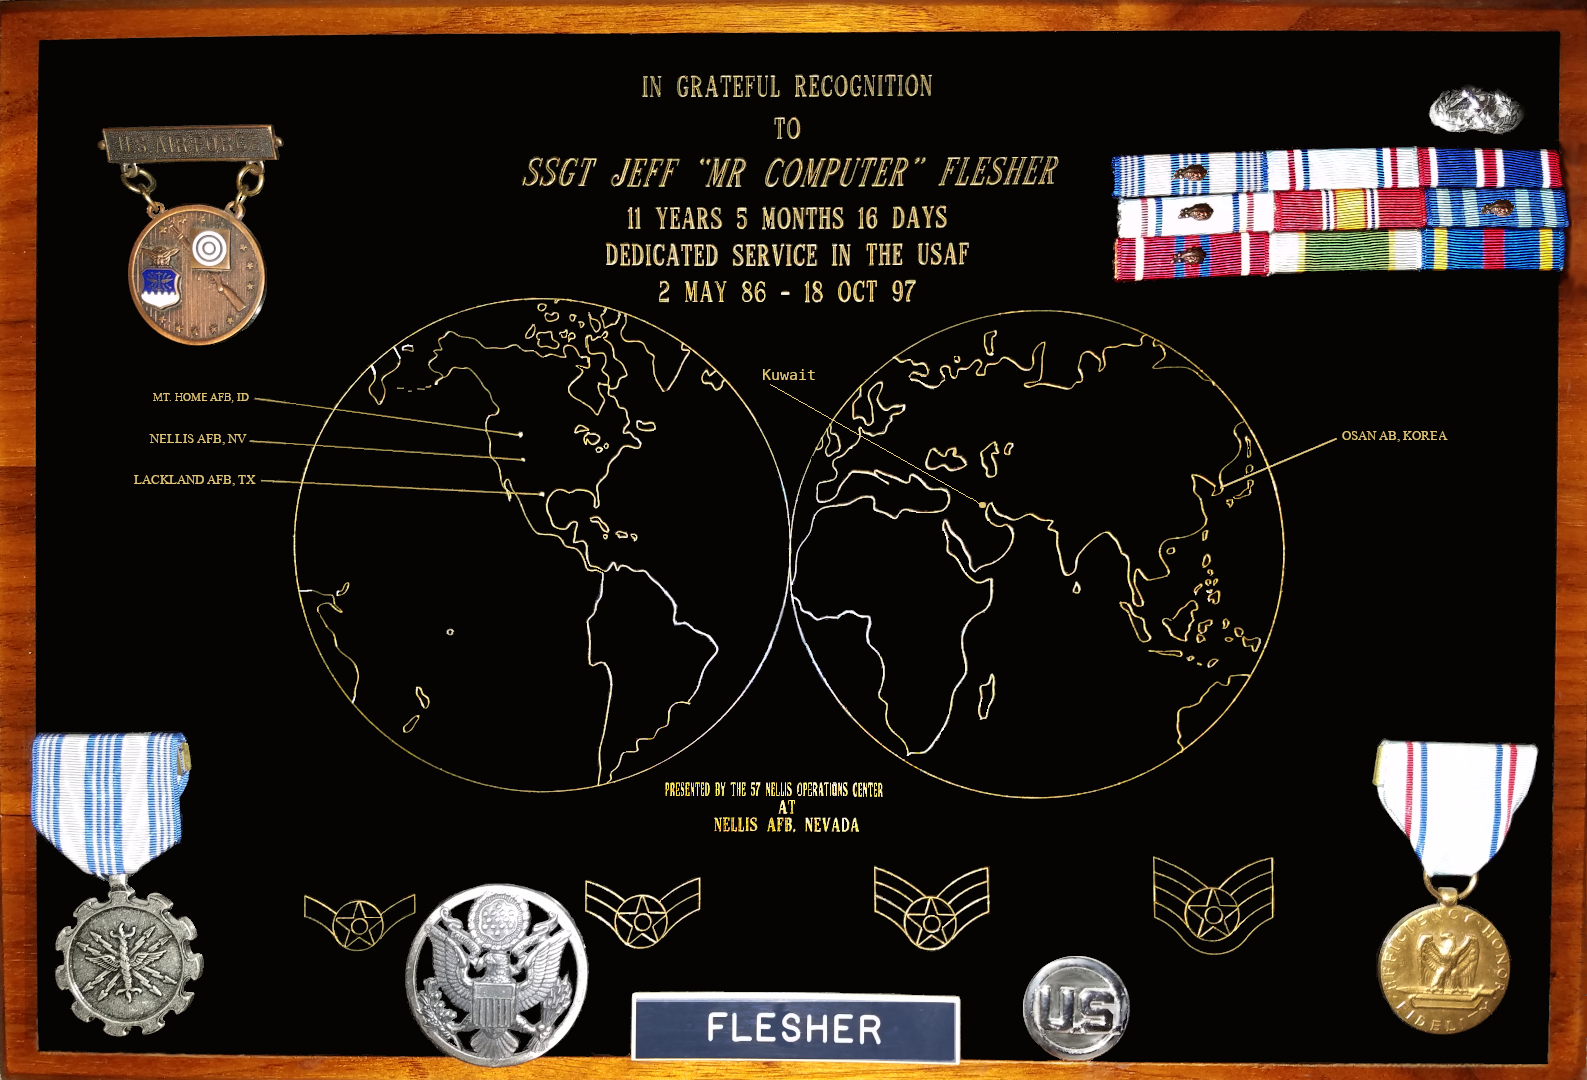 IN GRATEFUL RECOGNITION
TO
SSGT JEFF "MR COMPUTER" FLESHER
11 YEARS 5 MONTHS 16 DAYS
DEDICATED SERVICE IN THE USAF
2 MAY 86 - 18 OCT 97
U.S. AIR FORCE
Kuwait
MT. HOME AFB, ID
NELLIS AFB, NV
LACKLAND AFB, TX
OSAN AB, KOREA
PRESENTED BY THE 57 NELLIS OPERATIONS CENTER
AT
NELLIS AFB, NEVADA
EFFICIENCY HONOR FIDELITY
US
FLESHER